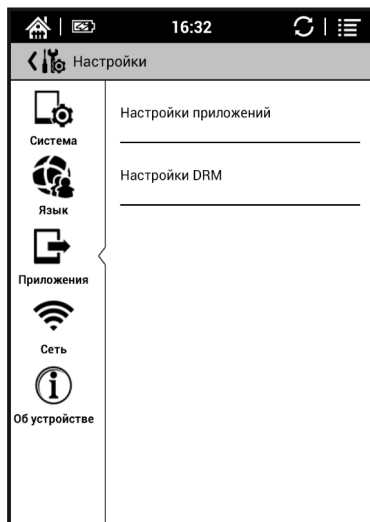 16:32
Настройки
Система
Язык
Приложения
Сеть
Об устройстве
Настройки приложений
Настройки DRM